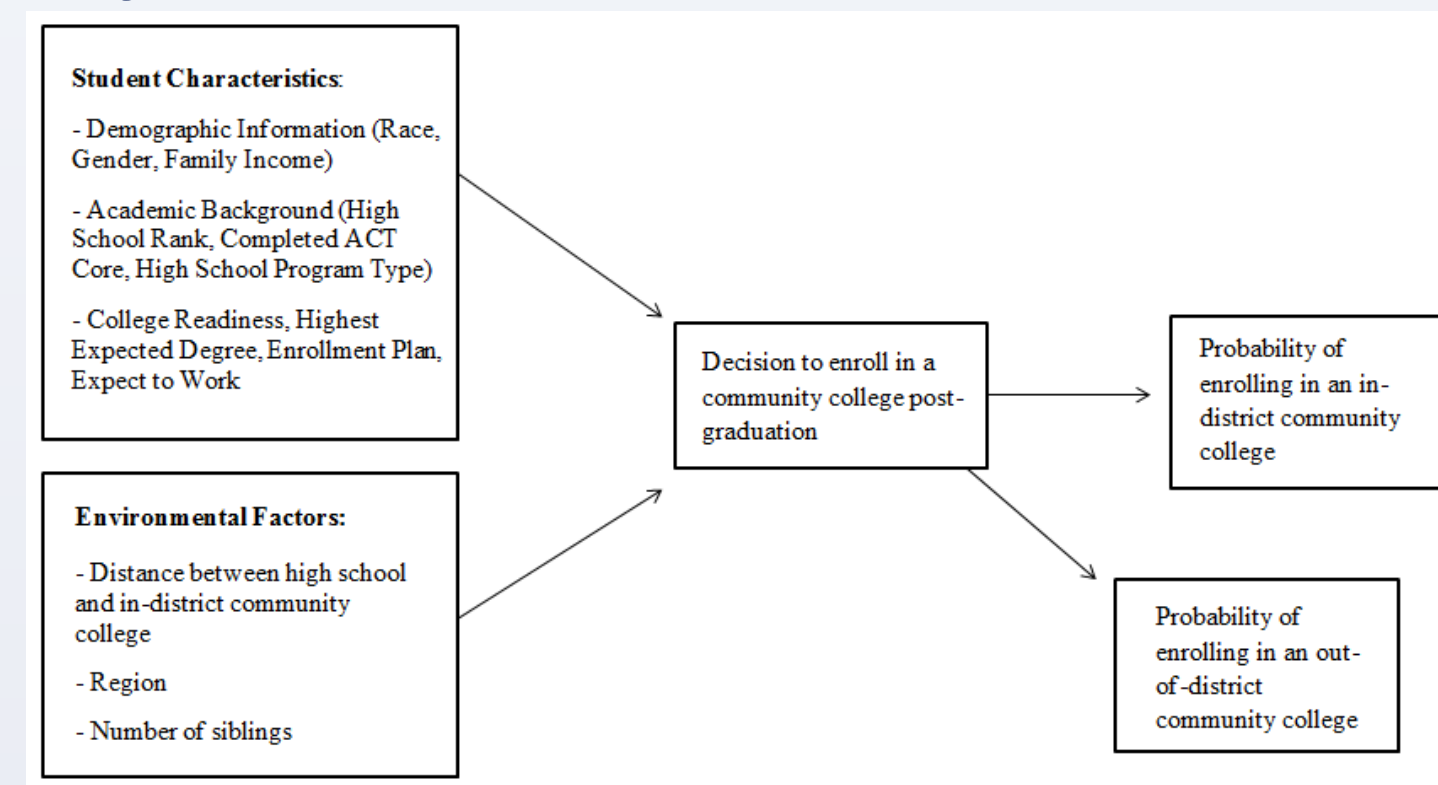 Student Characteristics:
- Demographic Information (Race,
Gender, Family Income)
- Academic Background (High
School Rank, Completed ACT
Core, High School Program Type)
- College Readiness, Highest
Expected Degree, Enrollment Plan,
Expect to Work
Environmental Factors:
- Distance between high school
and in-district community
college
- Region
- Number of siblings
Decision to enroll in a
community college post-
graduation
Probability of
enrolling in an in-
district community
college
Probability of
enrolling in an out-
of-district
community college